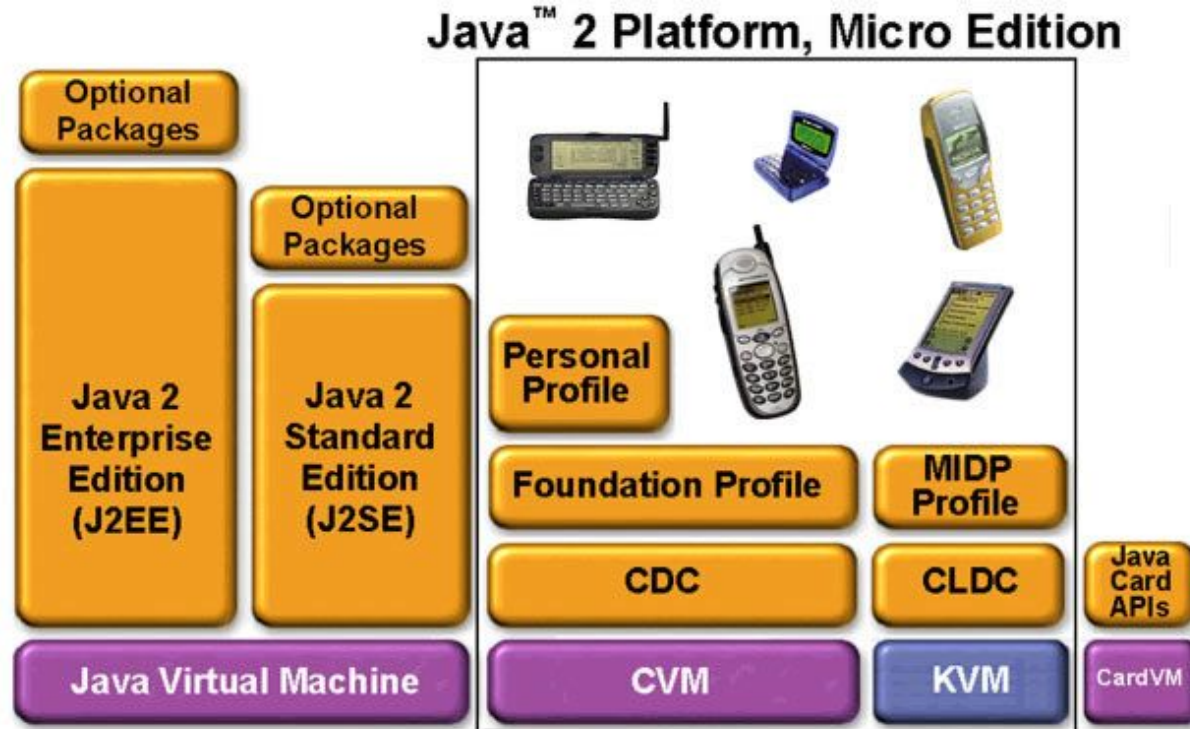 Java™ 2 Platform, Micro Edition
Optional
Packages
Optional
Packages
Java 2
Enterprise
Edition
(J2EE)
Java 2
Standard
Edition
(J2SE)
Personal
Profile
Foundation Profile
MIDP
Profile
CDC
CLDC
Java
Card
APIs
Java Virtual Machine
CVM
KVM
CardVM